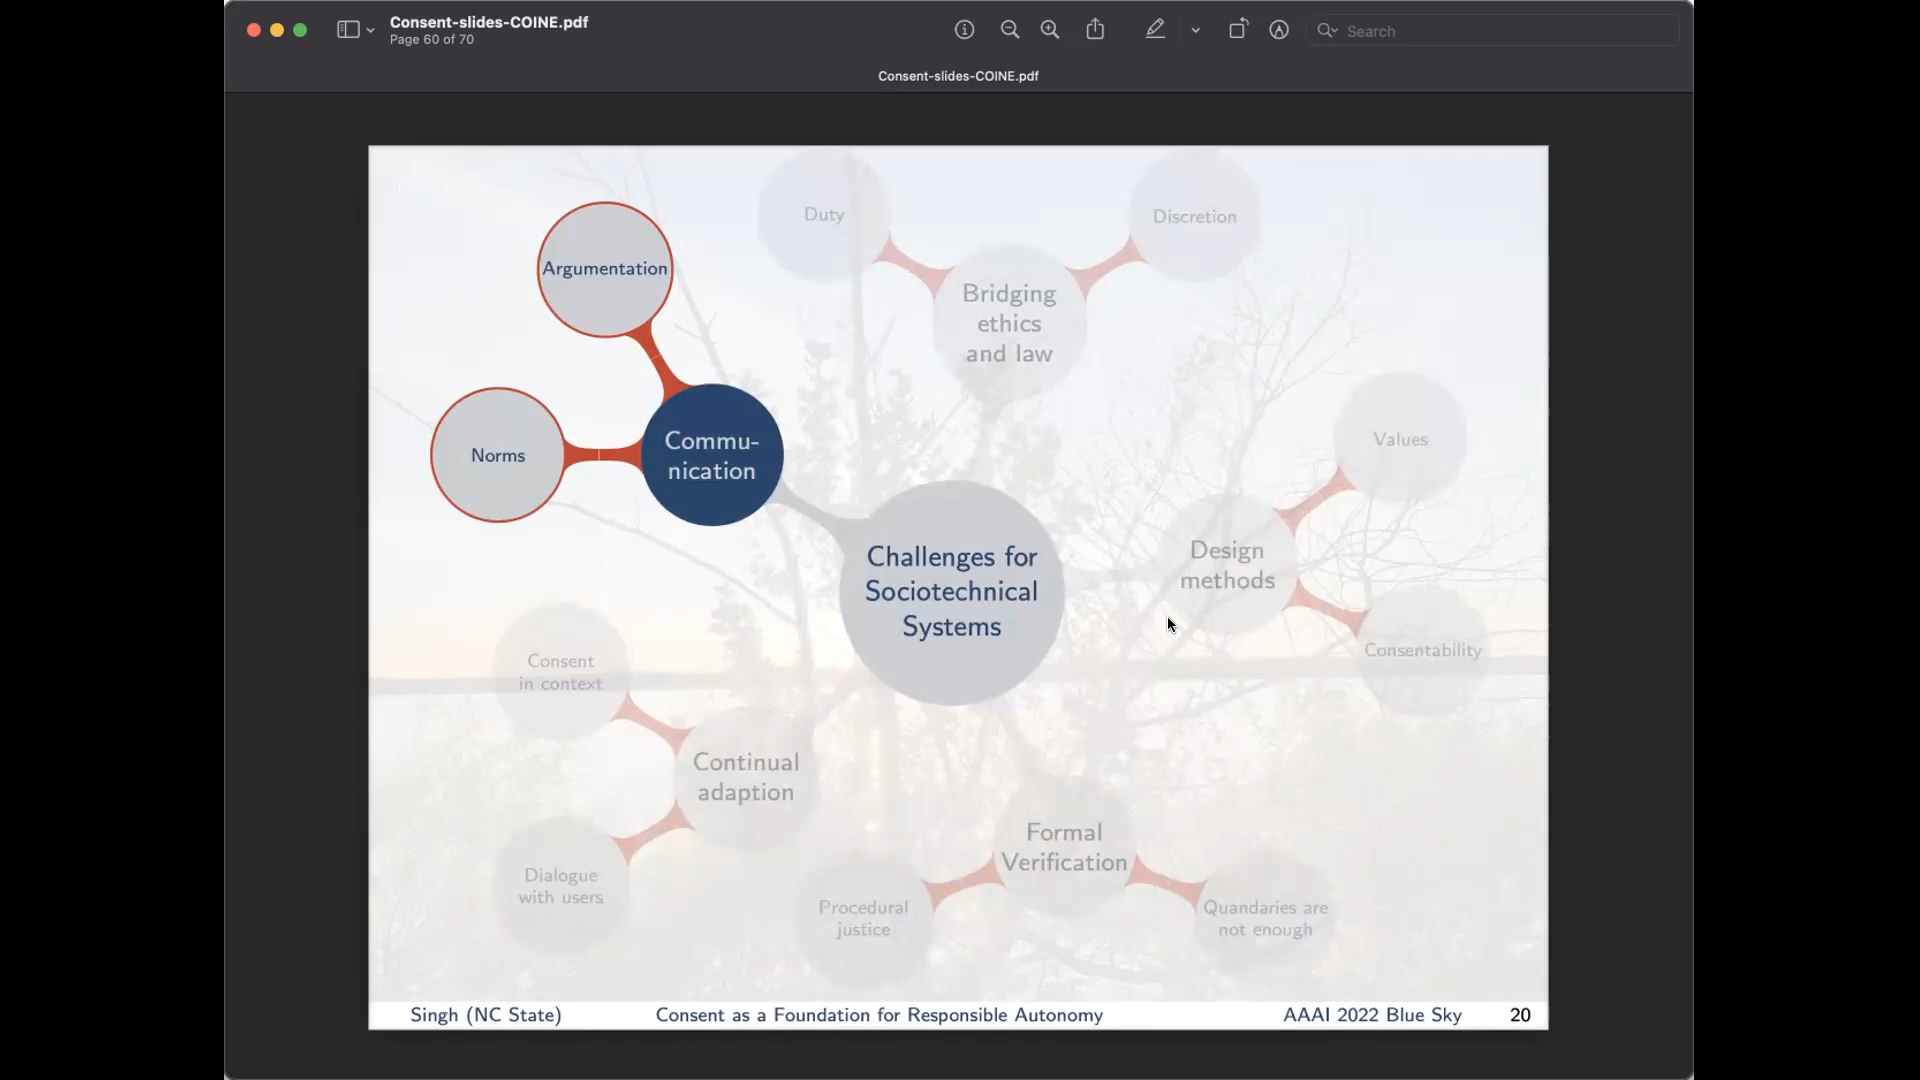 Consent-slides-COINE.pdf
Page 60 of 70
Search
Consent-slides-COINE.pdf
Argumentation
Norms
Commu-
nication
Duty
Discretion
Bridging
ethics
and law
Values
Design
methods
Consentability
Challenges for
Sociotechnical
Systems
Consent
in context
Continual
adaption
Dialogue
with users
Formal
Verification
Procedural
justice
Quandaries are
not enough
Singh (NC State)
Consent as a Foundation for Responsible Autonomy
AAAI 2022 Blue Sky
20